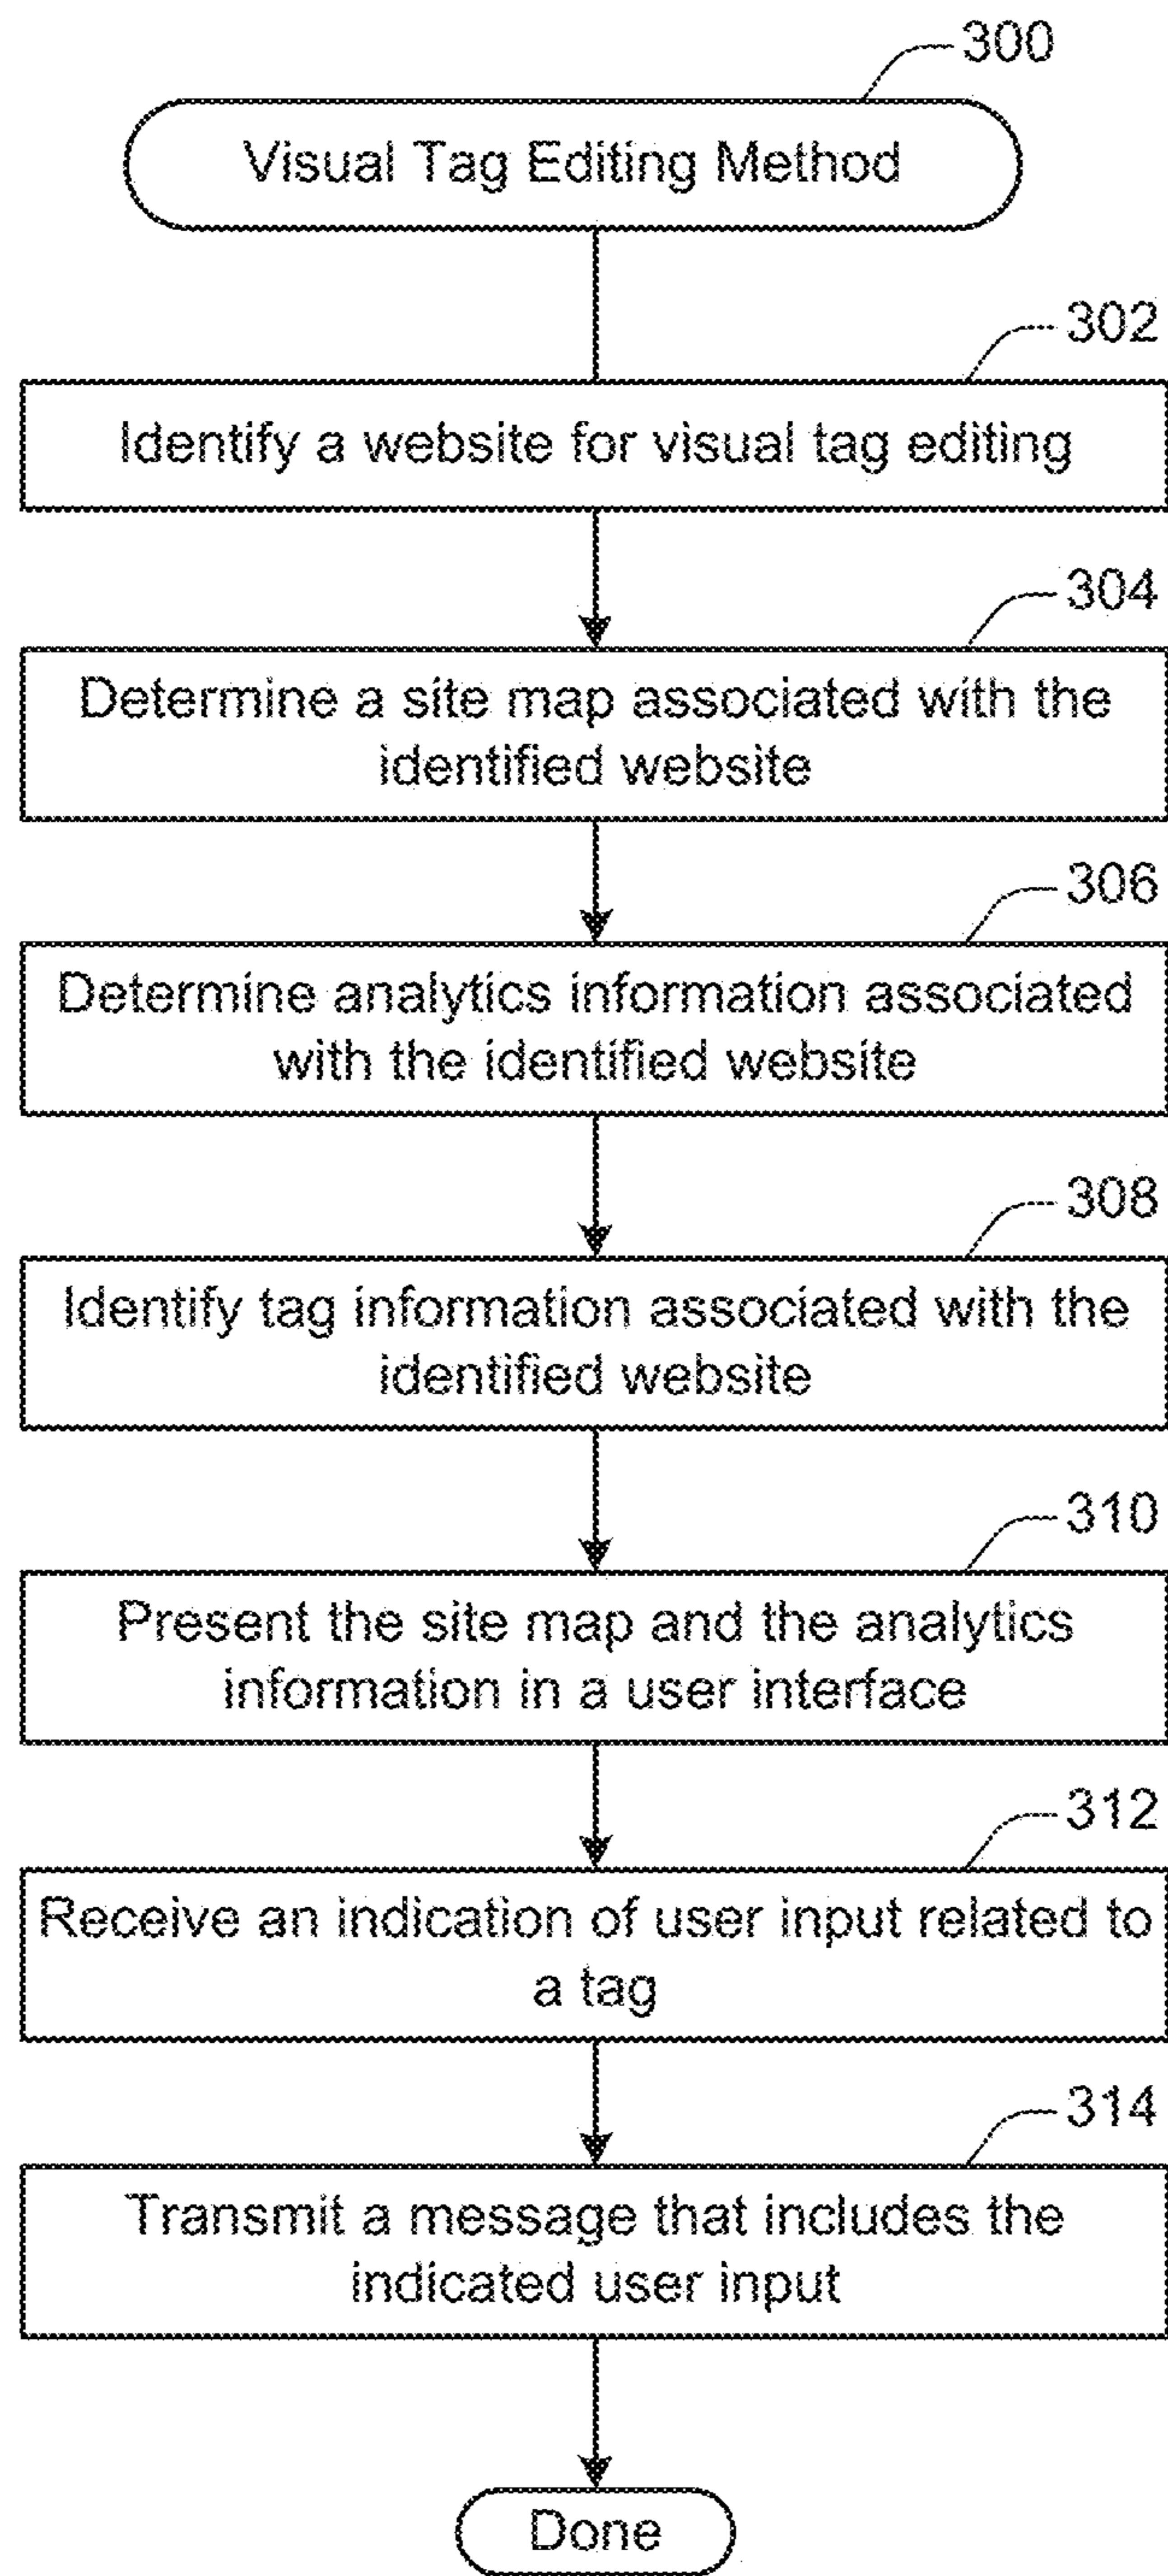 300
Visual Tag Editing Method
302
Identify a website for visual tag editing
304
Determine a site map associated with the
identified website
306
Determine analytics information associated
with the identified website
308
Identify tag information associated with the
identified website
310
Present the site map and the analytics
information in a user interface
312
Receive an indication of user input related to
a tag
314
Transmit a message that includes the
indicated user input
Done